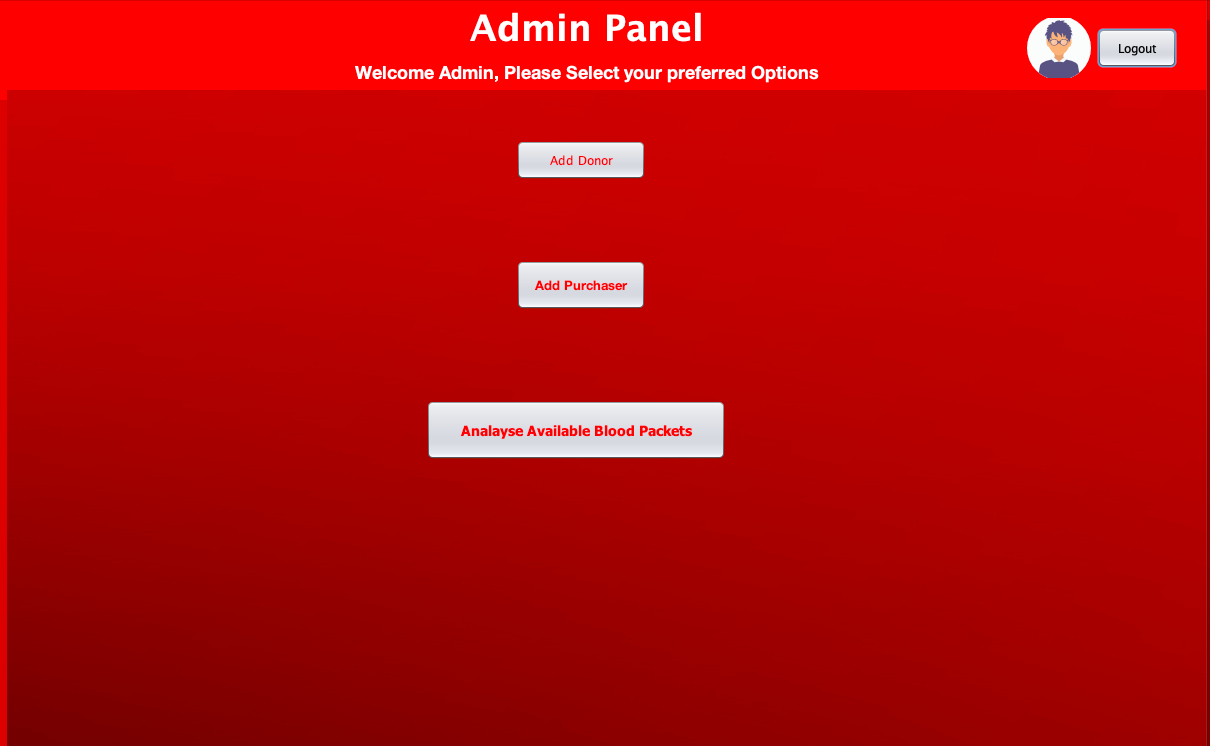 Admin Panel
Welcome Admin, Please Select your preferred Options
Logout
Add Donor
Add Purchaser
Analayse Available Blood Packets